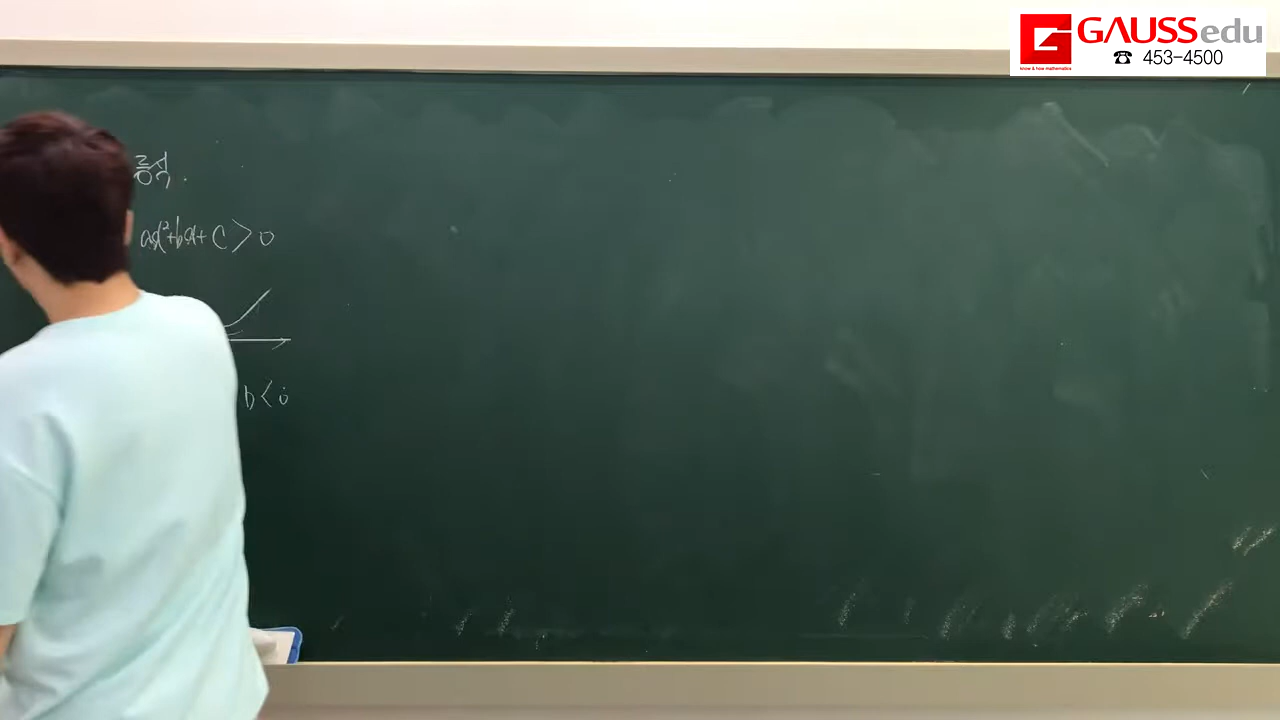 GAUSSedu
know & how mathematics
☎ 453-4500
등식.
ax²+bx+c>0
b<0